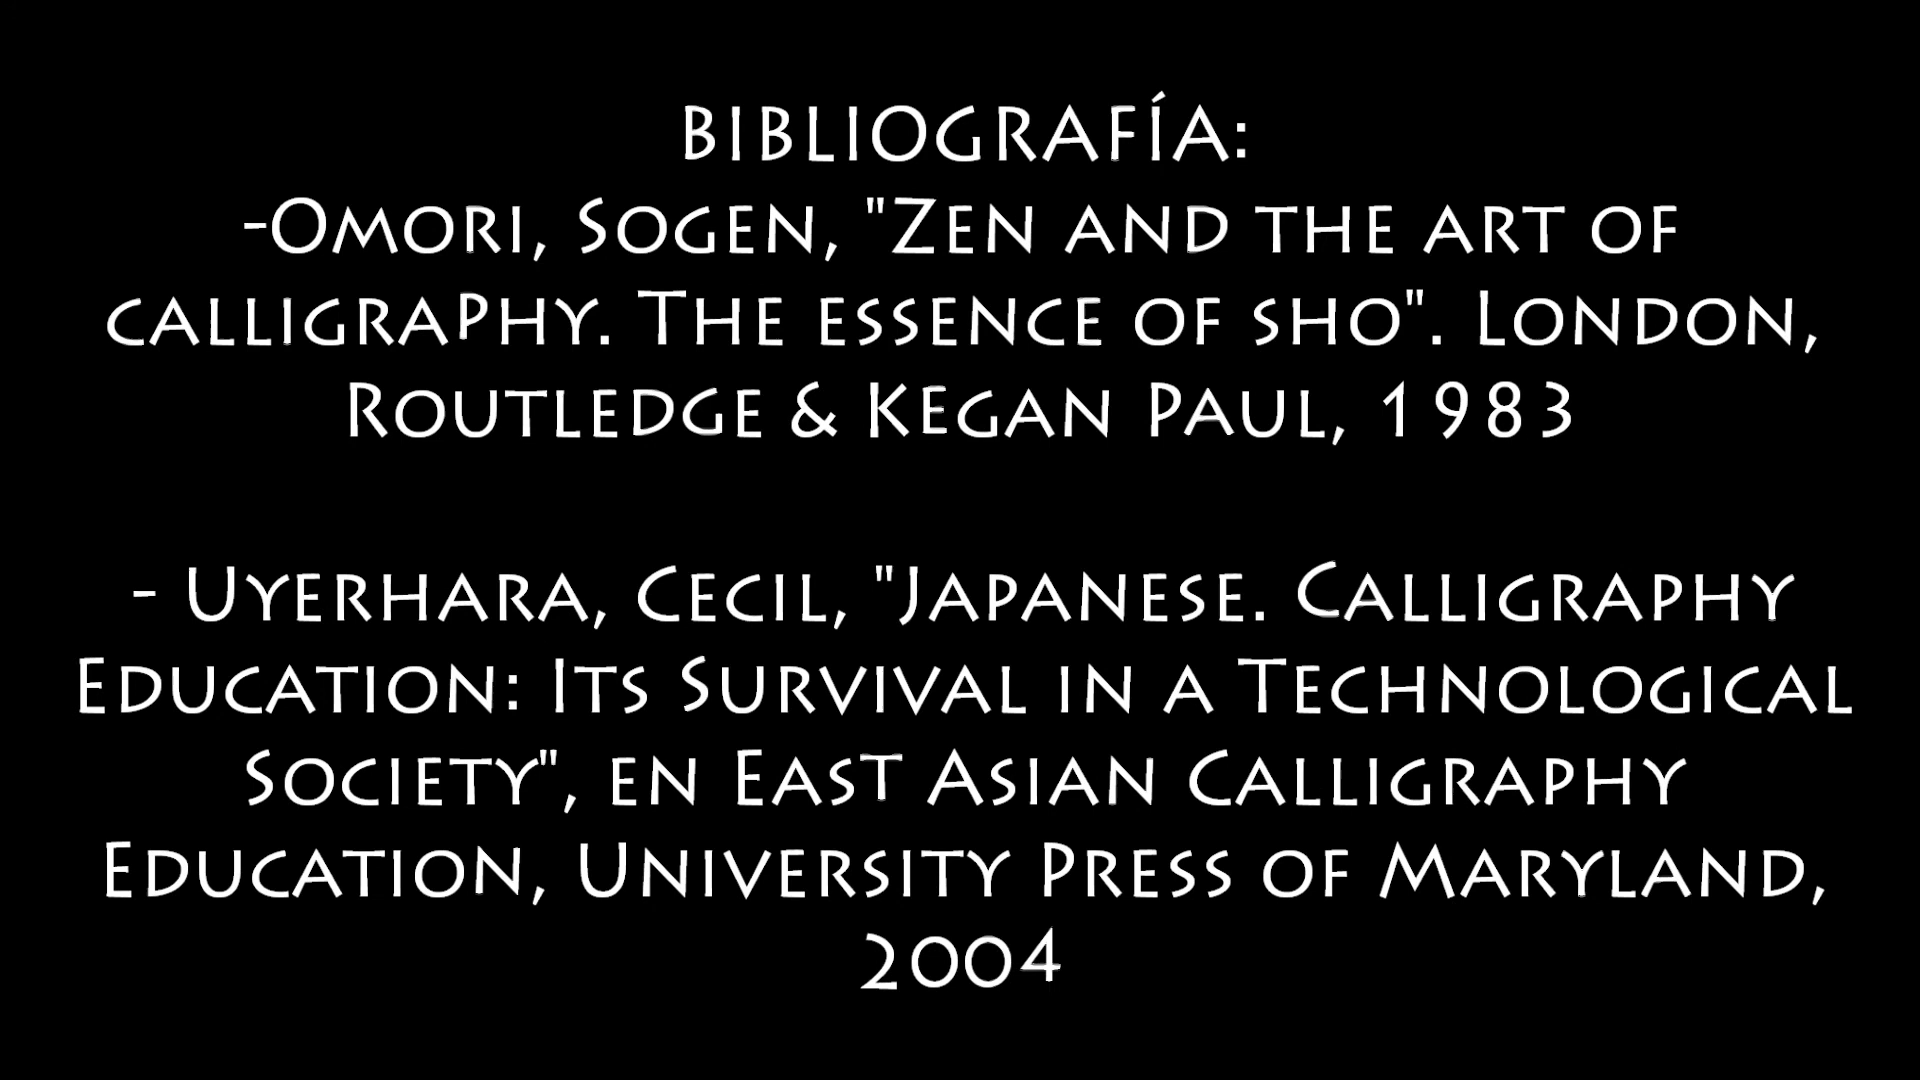 BIBLIOGRAFÍA:
-Omori, Sogen, "Zen and the art of
calligraphy. The essence of sho". London,
Routledge & Kegan Paul, 1983
- Uyerhara, Cecil, "Japanese. Calligraphy
Education: Its Survival in a Technological
Society", en East Asian Calligraphy
Education, University Press of Maryland,
2004